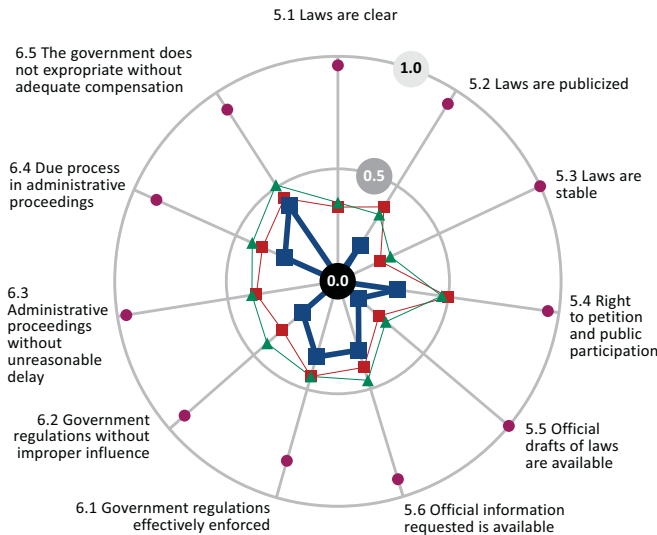 5.1 Laws are clear
1.0
5.2 Laws are publicized
5.3 Laws are
stable
5.4 Right
to petition
and public
participation
5.5 Official
drafts of laws
are available
5.6 Official information
requested is available
6.1 Government regulations
effectively enforced
6.2 Government
regulations without
improper influence
6.3
Administrative
proceedings
without
unreasonable
delay
6.4 Due process
in administrative
proceedings
6.5 The government does
not expropriate without
adequate compensation
0.5
0.0